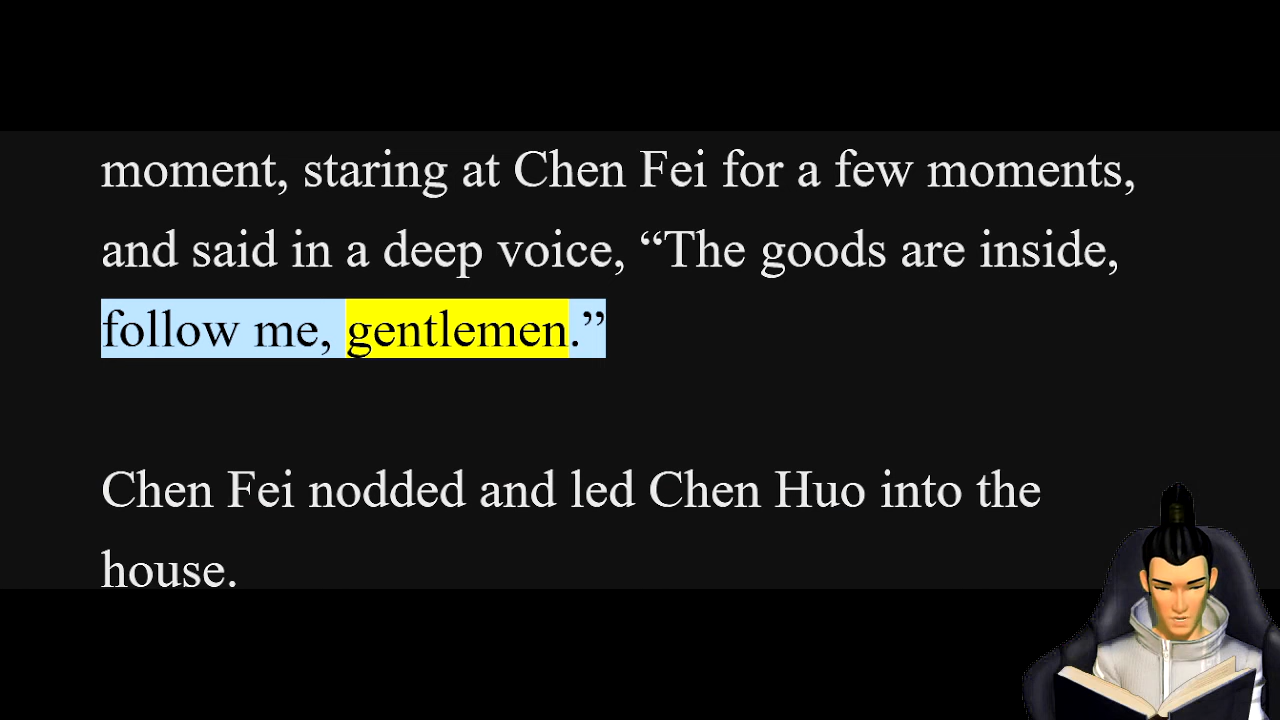 moment, staring at Chen Fei for a few moments,
and said in a deep voice, “The goods are inside,
follow me, gentlemen.”
Chen Fei nodded and led Chen Huo into the
house.